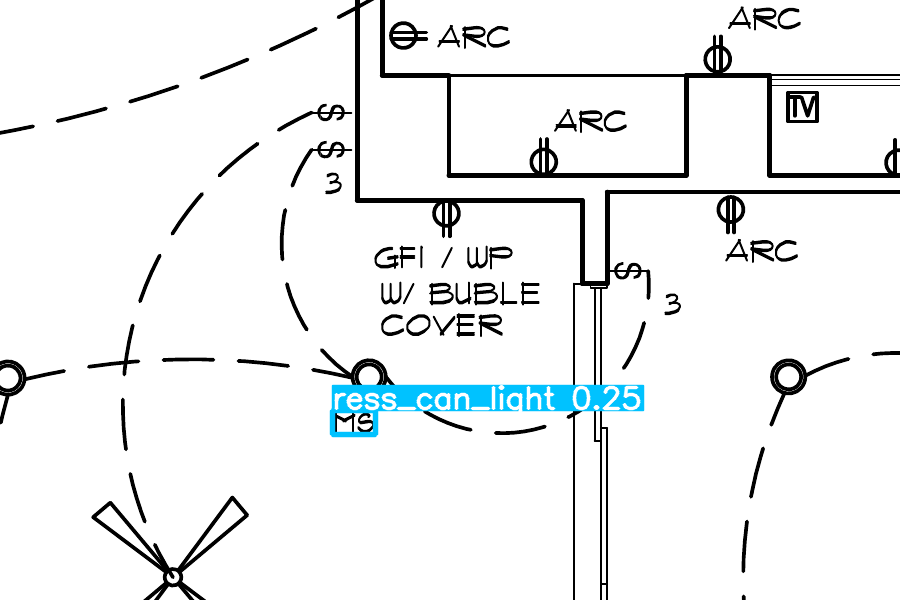 ARC
ARC
TV
ARC
$
$
3
ARC
GFI / WP
W/ BUBLE
COVER
$
3
ress_can_light 0.25
MS